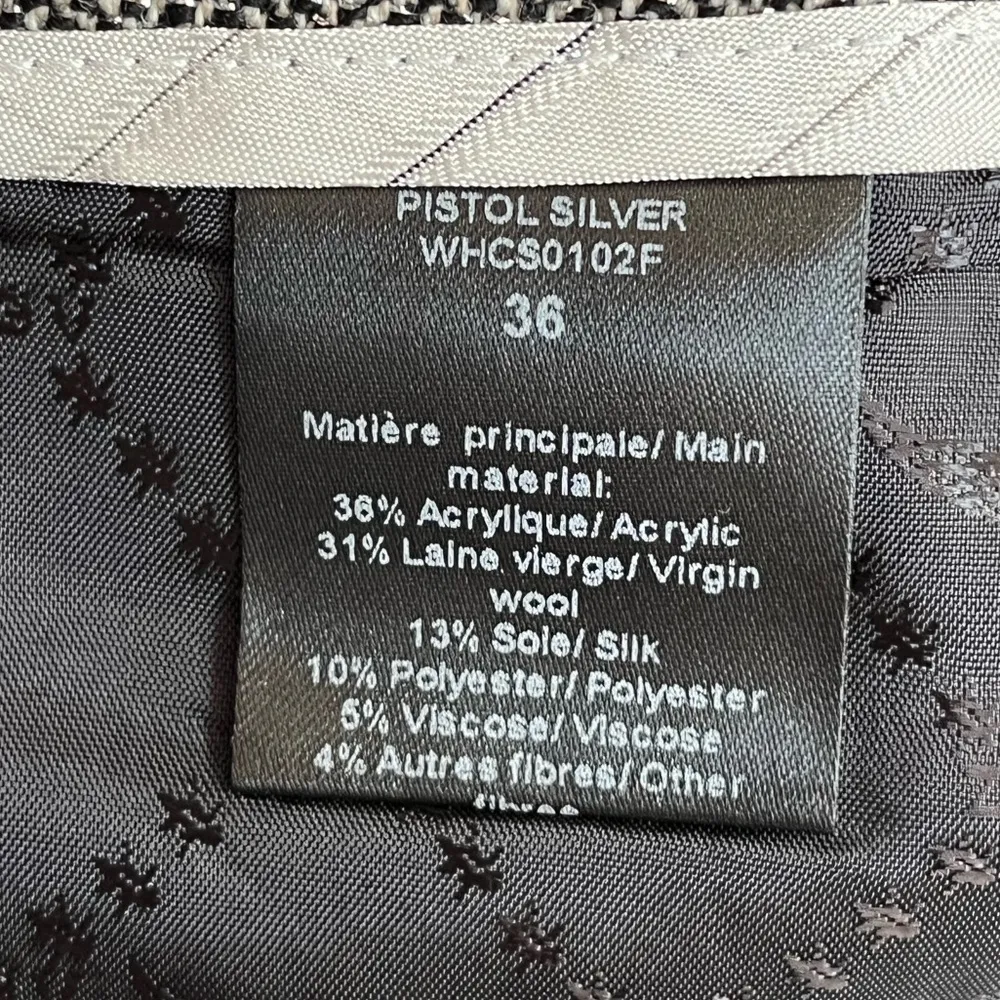 PISTOL SILVER
WHCS0102F
36
Matière principale/ Main
material:
36% Acrylique/ Acrylic
31% Laine vierge/ Virgin
wool
13% Soie/ Silk
10% Polyester/ Polyester
5% Viscose/ Viscose
4% Autres fibres/ Other
fibres